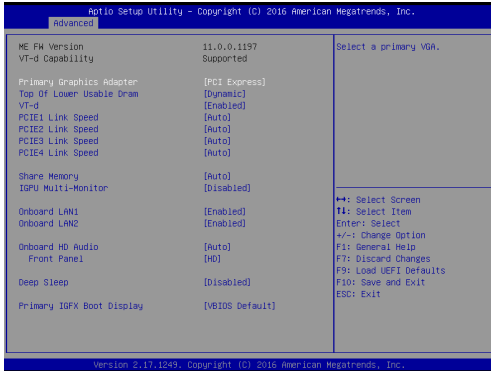 Aptio Setup Utility – Copyright (C) 2016 American Megatrends, Inc.
Advanced
ME FW Version 11.0.0.1197
VT-d Capability Supported
Primary Graphics Adapter [PCI Express]
Top Of Lower Usable Dram [Dynamic]
VT-d [Enabled]
PCIE1 Link Speed [Auto]
PCIE2 Link Speed [Auto]
PCIE3 Link Speed [Auto]
PCIE4 Link Speed [Auto]
Share Memory [Auto]
IGPU Multi-Monitor [Disabled]
Onboard LAN1 [Enabled]
Onboard LAN2 [Enabled]
Onboard HD Audio [Auto]
Front Panel [HD]
Deep Sleep [Disabled]
Primary IGFX Boot Display [VBIOS Default]
Select a primary VGA.
↔: Select Screen
↑↓: Select Item
Enter: Select
+/-: Change Option
F1: General Help
F7: Discard Changes
F9: Load UEFI Defaults
F10: Save and Exit
ESC: Exit
Version 2.17.1249. Copyright (C) 2016 American Megatrends, Inc.